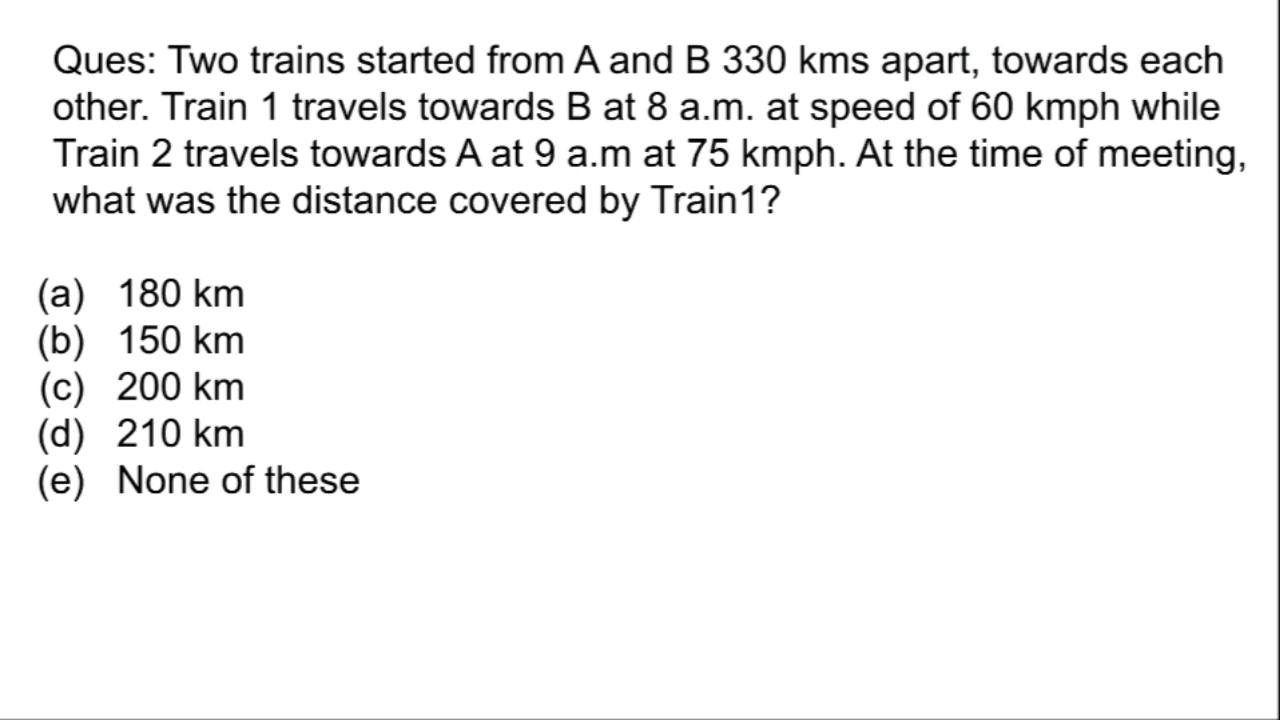 Ques: Two trains started from A and B 330 kms apart, towards each
other. Train 1 travels towards B at 8 a.m. at speed of 60 kmph while
Train 2 travels towards A at 9 a.m at 75 kmph. At the time of meeting,
what was the distance covered by Train1?
(a) 180 km
(b) 150 km
(c) 200 km
(d) 210 km
(e) None of these